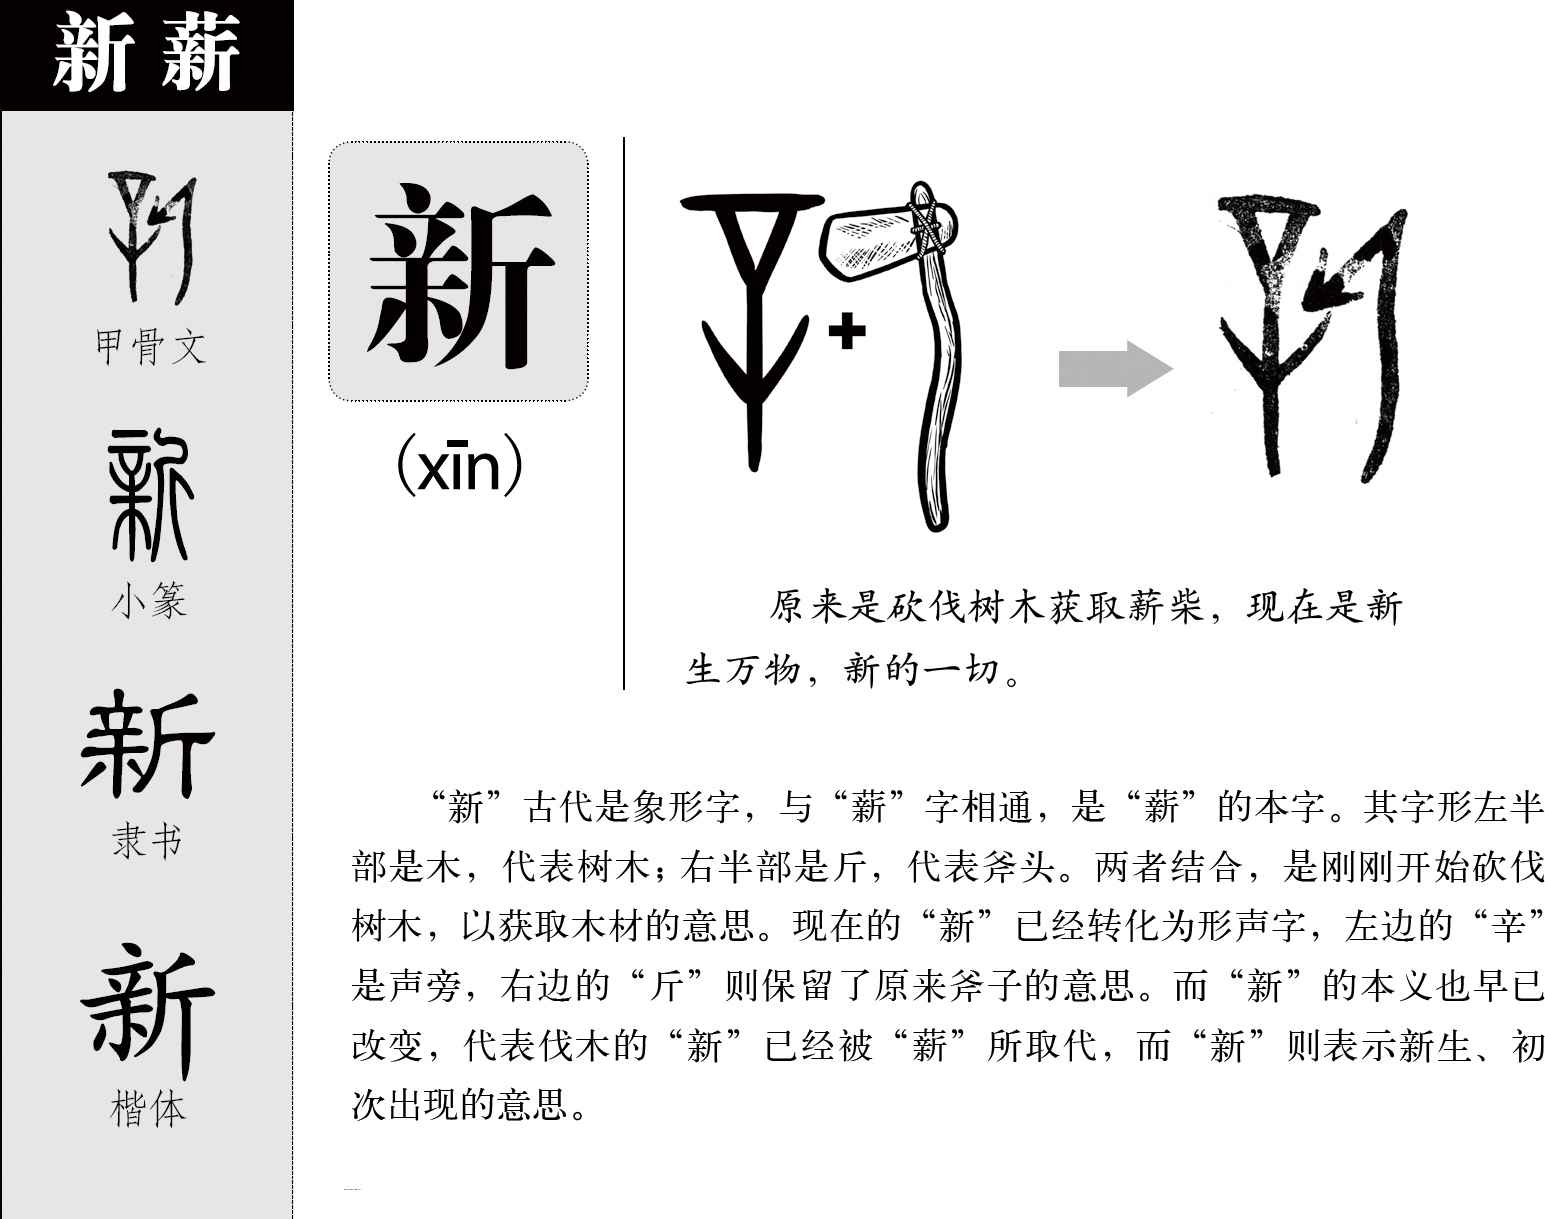 新 薪
甲骨文
小篆
隶书
楷体
新
（xīn）
原来是砍伐树木获取薪柴，现在是新
生万物，新的一切。
“新”古代是象形字，与“薪”字相通，是“薪”的本字。其字形左半
部是木，代表树木；右半部是斤，代表斧头。两者结合，是刚刚开始砍伐
树木，以获取木材的意思。现在的“新”已经转化为形声字，左边的“辛”
是声旁，右边的“斤”则保留了原来斧子的意思。而“新”的本义也早已
改变，代表伐木的“新”已经被“薪”所取代，而“新”则表示新生、初
次出现的意思。